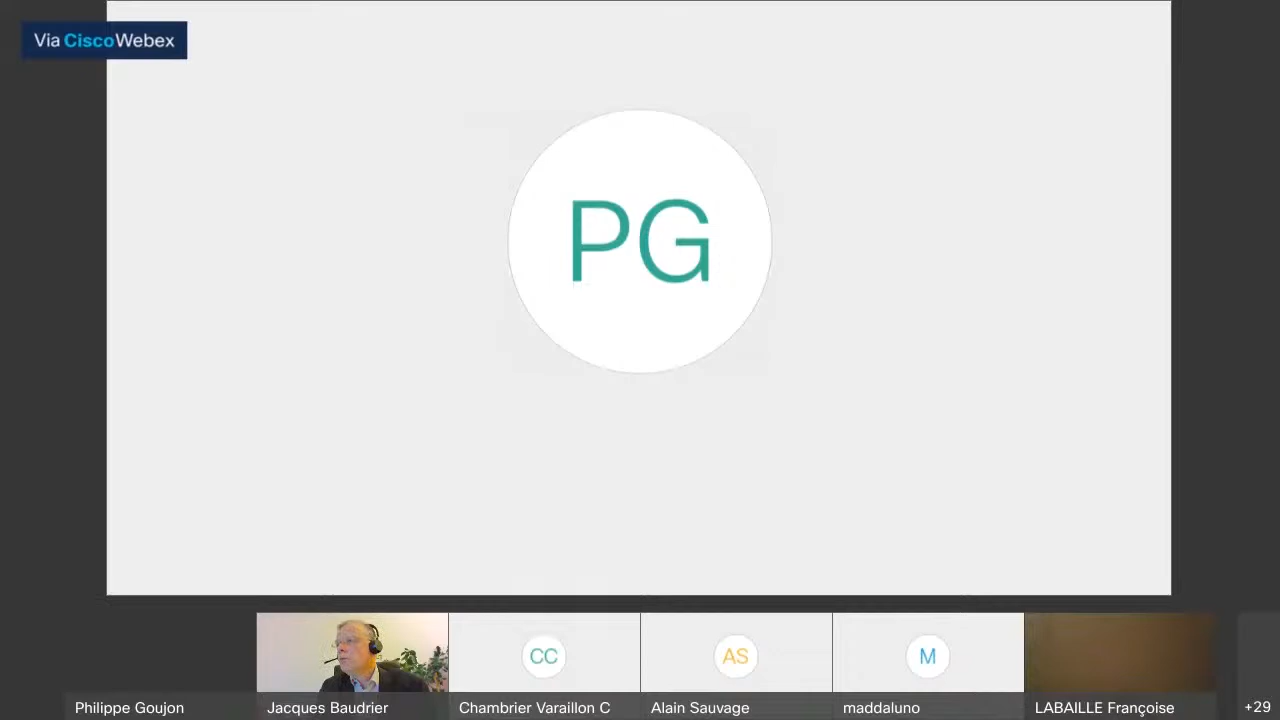 Via CiscoWebex
PG
CC
AS
M
Philippe Goujon
Jacques Baudrier
Chambrier Varaillon C
Alain Sauvage
maddaluno
LABAILLE Françoise
+29